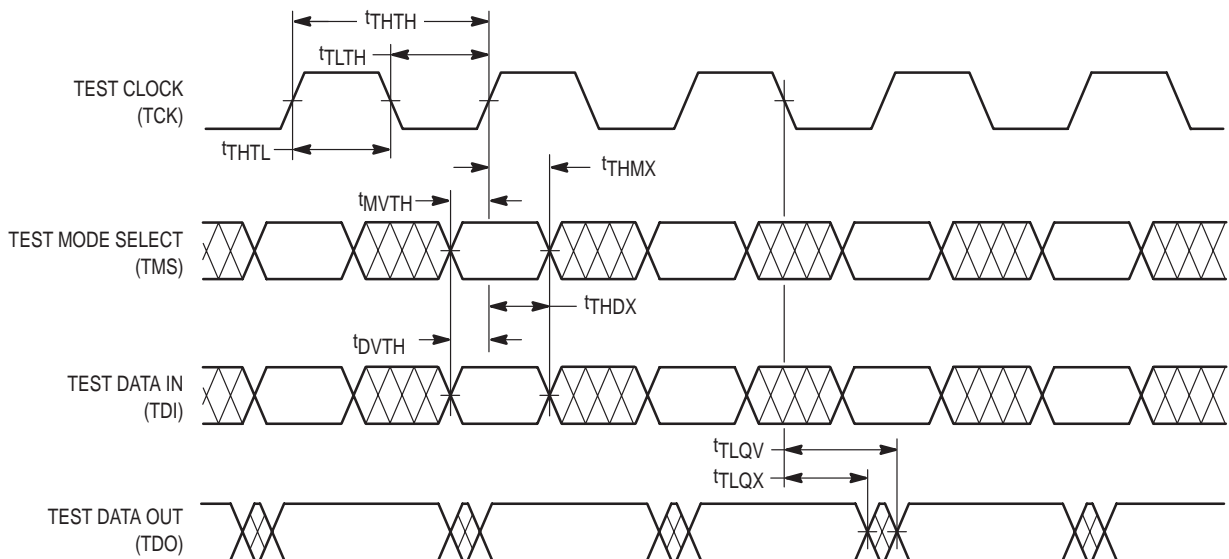 tTHTH
tTLTH
TEST CLOCK
(TCK)
tTHTL
tTHMX
tMVTH
TEST MODE SELECT
(TMS)
tTHDX
tDVTH
TEST DATA IN
(TDI)
tTLQV
tTLQX
TEST DATA OUT
(TDO)